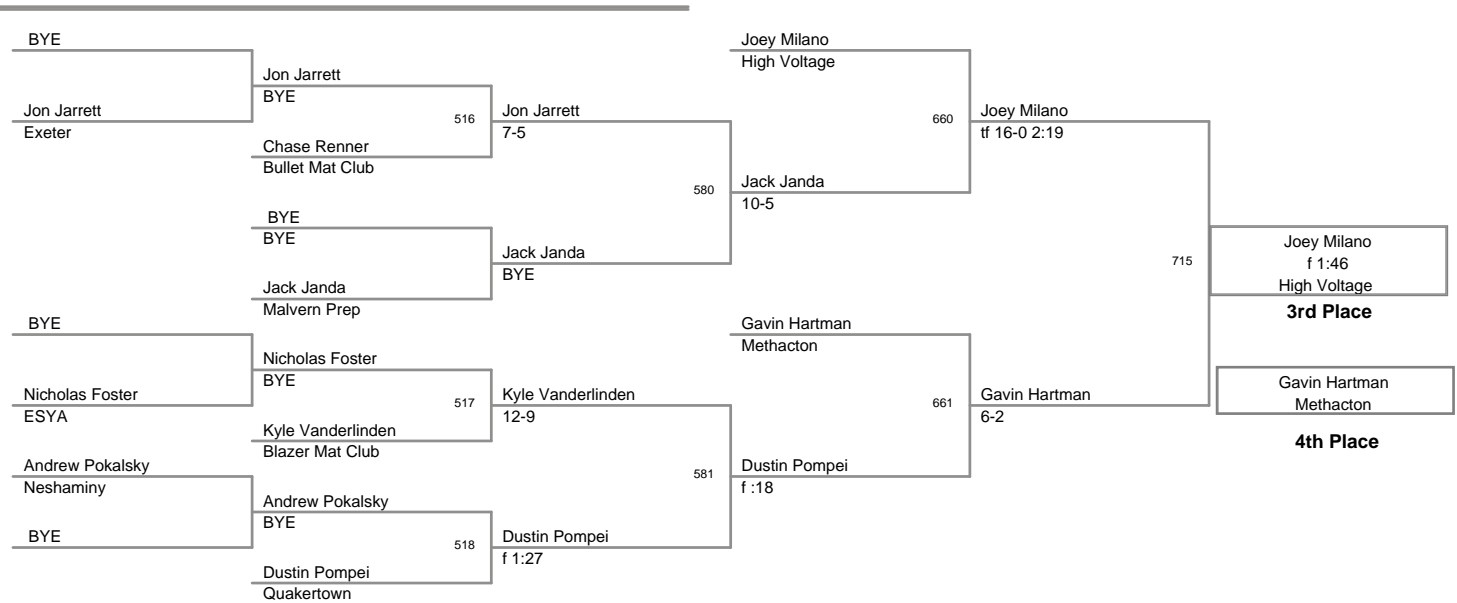 BYE
Jon Jarrett
Exeter
BYE
Nicholas Foster
ESYA
Andrew Pokalsky
Neshaminy
BYE
Jon Jarrett
BYE
516
Chase Renner
Bullet Mat Club
BYE
BYE
Jack Janda
Malvern Prep
Nicholas Foster
BYE
517
Kyle Vanderlinden
Blazer Mat Club
Andrew Pokalsky
BYE
518
Dustin Pompei
Quakertown
Jon Jarrett
7-5
580
Jack Janda
BYE
Kyle Vanderlinden
12-9
581
Dustin Pompei
f 1:27
Joey Milano
High Voltage
660
Jack Janda
10-5
Gavin Hartman
Methacton
661
Dustin Pompei
f :18
Joey Milano
tf 16-0 2:19
715
Gavin Hartman
6-2
Joey Milano
f 1:46
High Voltage
3rd Place
Gavin Hartman
Methacton
4th Place